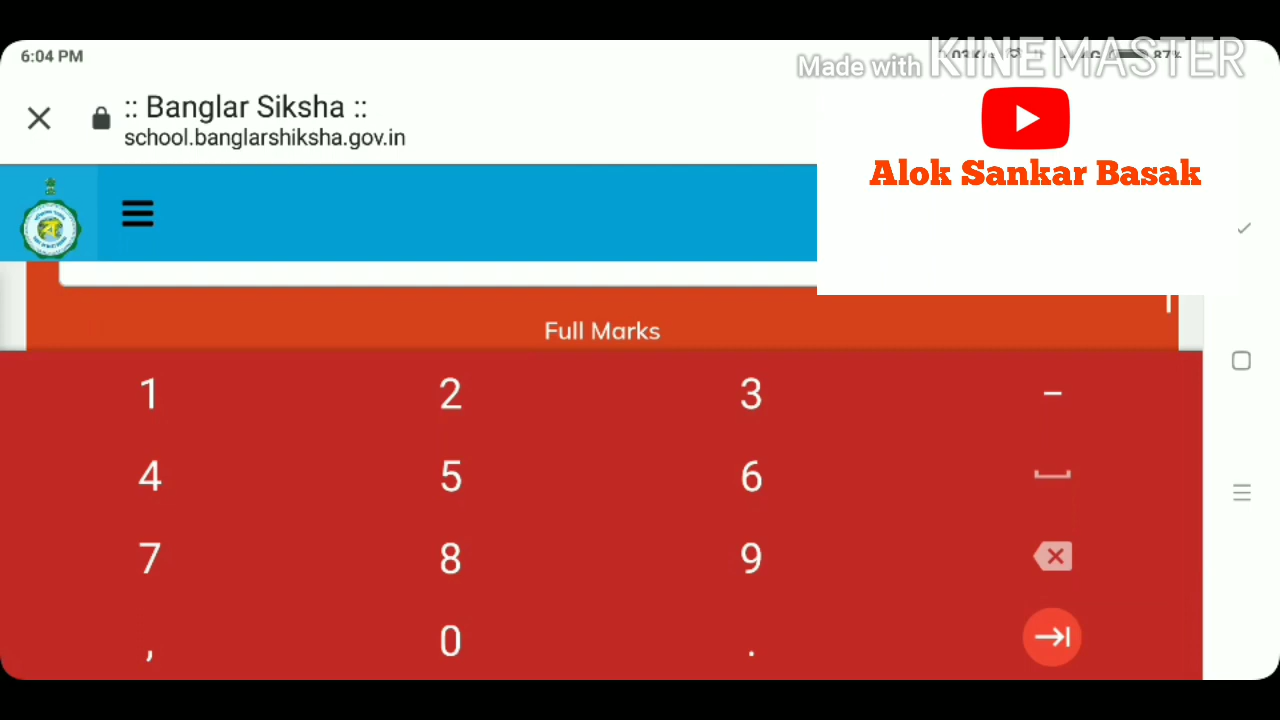 6:04 PM
87%
Made with KINEMASTER
:: Banglar Siksha ::
school.banglarshiksha.gov.in
Alok Sankar Basak
Full Marks
1 2 3 –
4 5 6
7 8 9
, 0 .